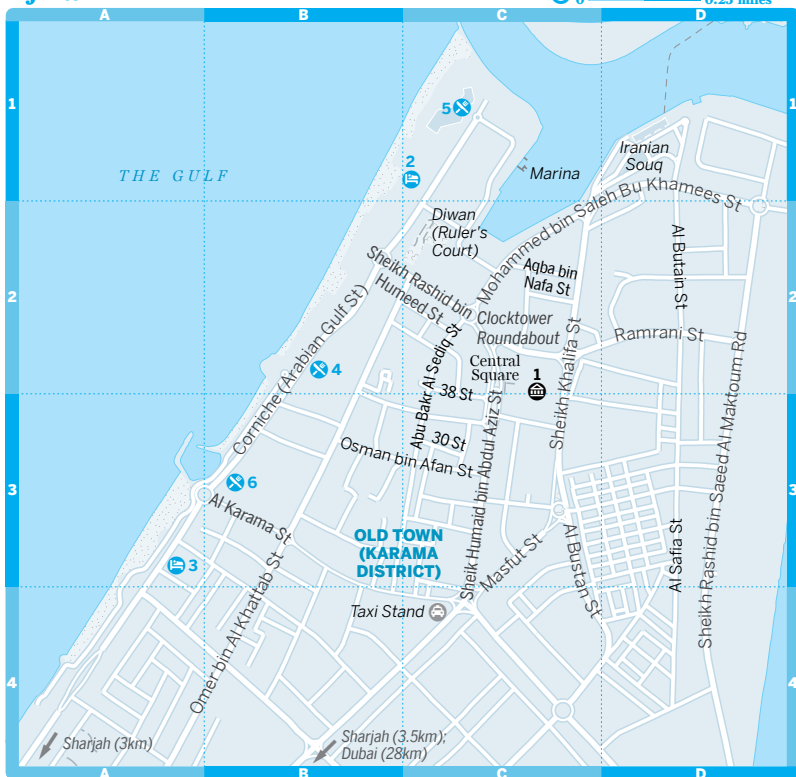 0 0.25 miles
A
B
C
D
1
1
5
Iranian
Souq
2
THE GULF
Marina
Mohammed bin Saleh Bu Khamees St
Diwan
(Ruler's
Court)
Al Butain St
Sheikh Rashid bin
Humeed St
Aqba bin
Nafa St
2
2
Clocktower
Roundabout
Ramrani St
Corniche (Arabian Gulf St)
4
Abu Bakr Al Sediq St
Central
Square
1
38 St
Sheikh Khalifa St
Sheikh Rashid bin Saeed Al Maktoum Rd
30 St
Osman bin Afan St
Sheik Humaid bin Abdul Aziz St
3
3
6
Al Karama St
OLD TOWN
(KARAMA
DISTRICT)
Masfut St
Al Bustan St
Al Safia St
3
Omer bin Al Khattab St
Taxi Stand
4
4
Sharjah (3km)
Sharjah (3.5km);
Dubai (28km)
A
B
C
D